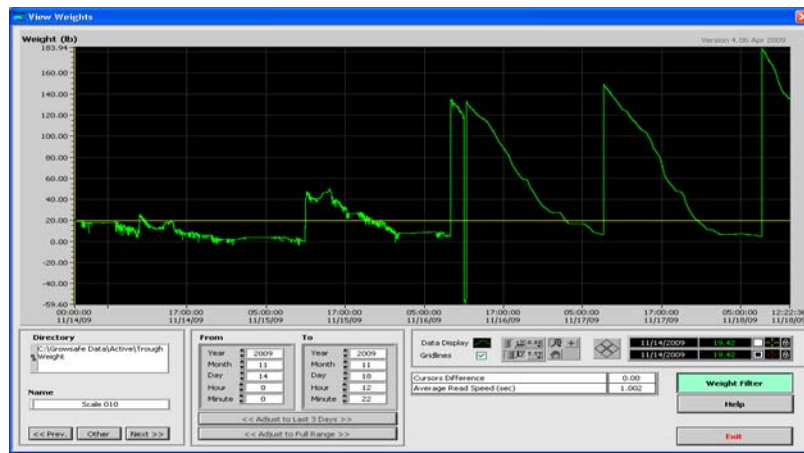 View Weights
Weight (lb)
Version 4.06 Apr 2009
183.94
160.00
140.00
120.00
100.00
80.00
60.00
40.00
20.00
0.00
-20.00
-40.00
-59.60
00:00:00 17:00:00 05:00:00 17:00:00 05:00:00 17:00:00 05:00:00 17:00:00 05:00:00 12:22:36
11/14/09 11/14/09 11/15/09 11/15/09 11/16/09 11/16/09 11/17/09 11/17/09 11/18/09 11/18/09
Directory
C:\Growsafe Data\Active\Trough
Weight
Name
Scale 010
<< Prev. Other Next >>
From To
Year 2009 Year 2009
Month 11 Month 11
Day 14 Day 18
Hour 0 Hour 12
Minute 0 Minute 22
<< Adjust to Last 3 Days >>
<< Adjust to Full Range >>
Data Display
Gridlines
11/14/2009 19.42
11/14/2009 19.42
Cursors Difference 0.00
Average Read Speed (sec) 1.002
Weight Filter
Help
Exit